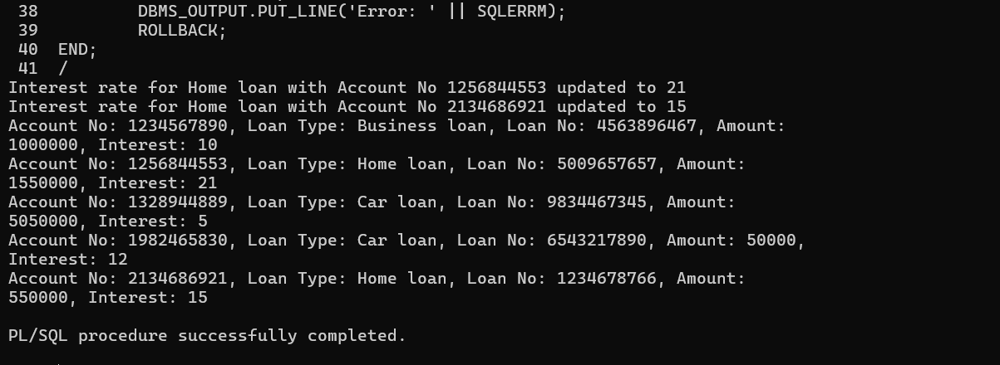 38          DBMS_OUTPUT.PUT_LINE('Error: ' || SQLERRM);
39          ROLLBACK;
40  END;
41  /
Interest rate for Home loan with Account No 1256844553 updated to 21
Interest rate for Home loan with Account No 2134686921 updated to 15
Account No: 1234567890, Loan Type: Business loan, Loan No: 4563896467, Amount:
1000000, Interest: 10
Account No: 1256844553, Loan Type: Home loan, Loan No: 5009657657, Amount:
1550000, Interest: 21
Account No: 1328944889, Loan Type: Car loan, Loan No: 9834467345, Amount:
5050000, Interest: 5
Account No: 1982465830, Loan Type: Car loan, Loan No: 6543217890, Amount: 50000,
Interest: 12
Account No: 2134686921, Loan Type: Home loan, Loan No: 1234678766, Amount:
550000, Interest: 15
PL/SQL procedure successfully completed.